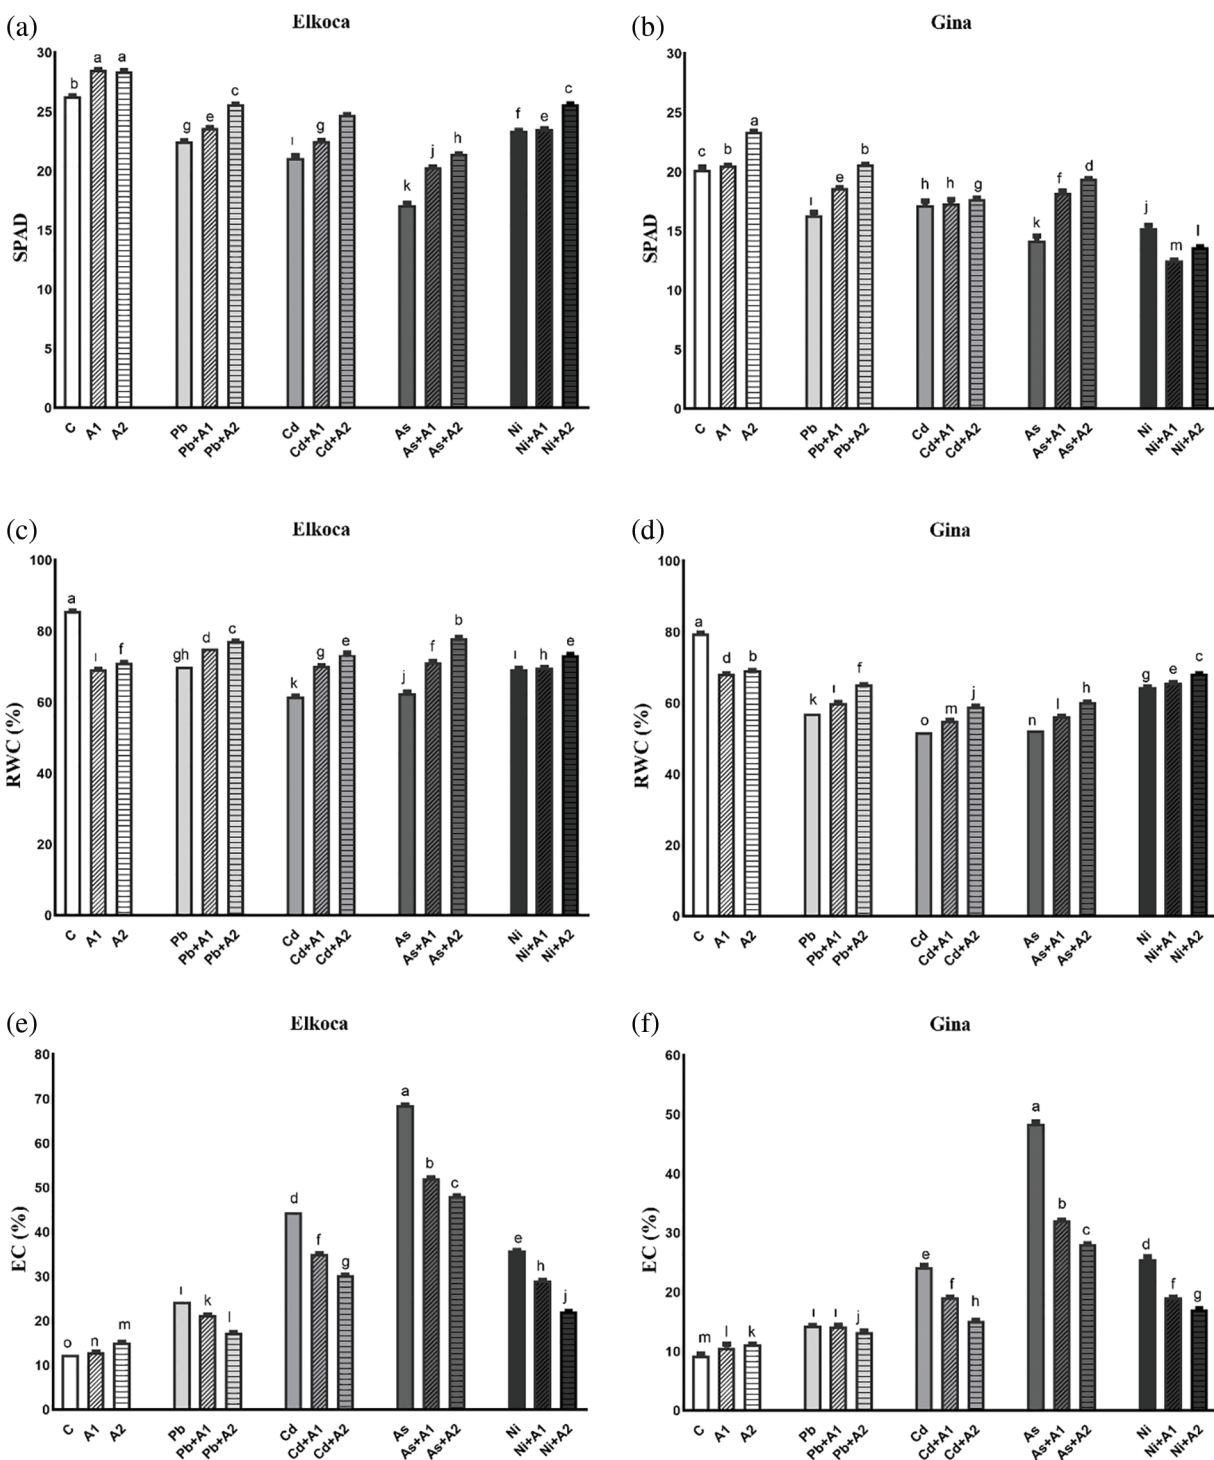 (a) Elkoca
SPAD
30
25
20
15
10
5
0
b a a g e c ı g k j h f e c
C A1 A2 Pb Pb+A1 Pb+A2 Cd Cd+A1 Cd+A2 As As+A1 As+A2 Ni Ni+A1 Ni+A2
(b) Gina
SPAD
30
25
20
15
10
5
0
c b a ı e b h h g k f d j m l
C A1 A2 Pb Pb+A1 Pb+A2 Cd Cd+A1 Cd+A2 As As+A1 As+A2 Ni Ni+A1 Ni+A2
(c) Elkoca
RWC (%)
100
80
60
40
20
0
a ı f gh d c k g e j f b ı h e
C A1 A2 Pb Pb+A1 Pb+A2 Cd Cd+A1 Cd+A2 As As+A1 As+A2 Ni Ni+A1 Ni+A2
(d) Gina
RWC (%)
100
80
60
40
20
0
a d b k ı f o m j n l h g e c
C A1 A2 Pb Pb+A1 Pb+A2 Cd Cd+A1 Cd+A2 As As+A1 As+A2 Ni Ni+A1 Ni+A2
(e) Elkoca
EC (%)
80
70
60
50
40
30
20
10
0
o n m ı k l d f g a b c e h j
C A1 A2 Pb Pb+A1 Pb+A2 Cd Cd+A1 Cd+A2 As As+A1 As+A2 Ni Ni+A1 Ni+A2
(f) Gina
EC (%)
60
50
40
30
20
10
0
m l k ı ı j e f h a b c d f g
C A1 A2 Pb Pb+A1 Pb+A2 Cd Cd+A1 Cd+A2 As As+A1 As+A2 Ni Ni+A1 Ni+A2